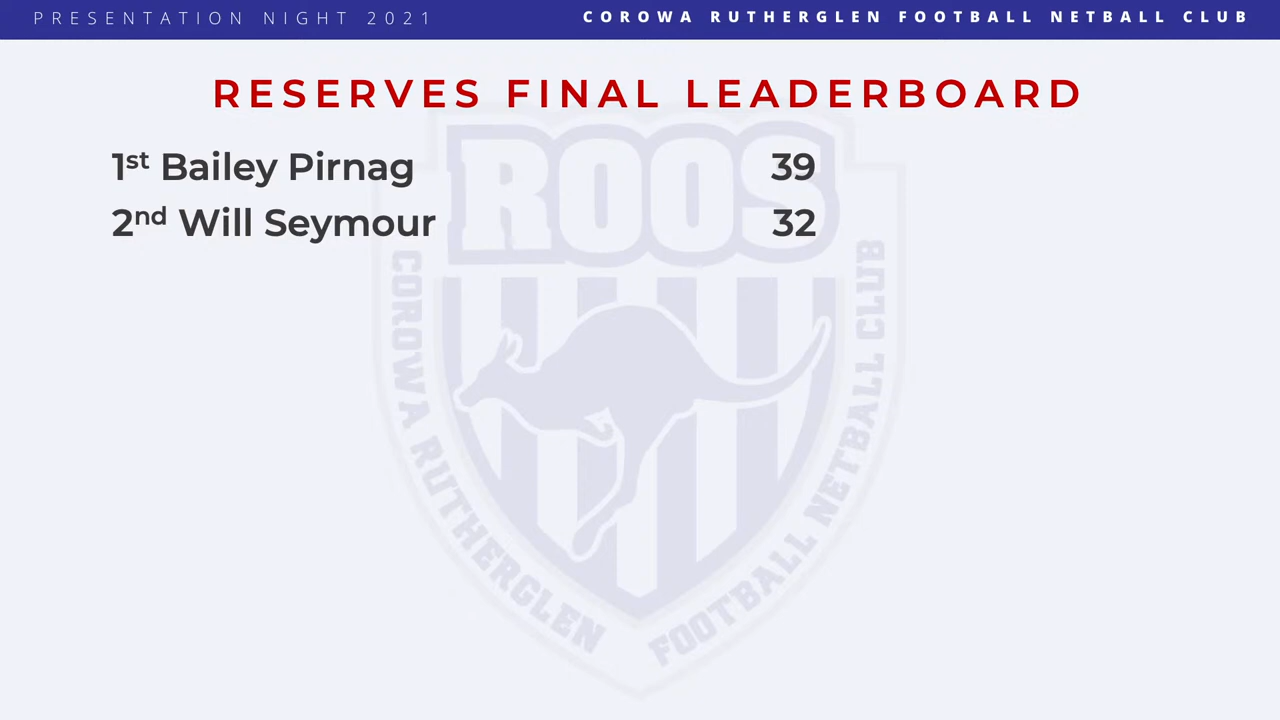 PRESENTATION NIGHT 2021
COROWA RUTHERGLEN FOOTBALL NETBALL CLUB
RESERVES FINAL LEADERBOARD
1st Bailey Pirnag 39
2nd Will Seymour 32
ROOS
COROWA RUTHERGLEN
FOOTBALL NETBALL CLUB